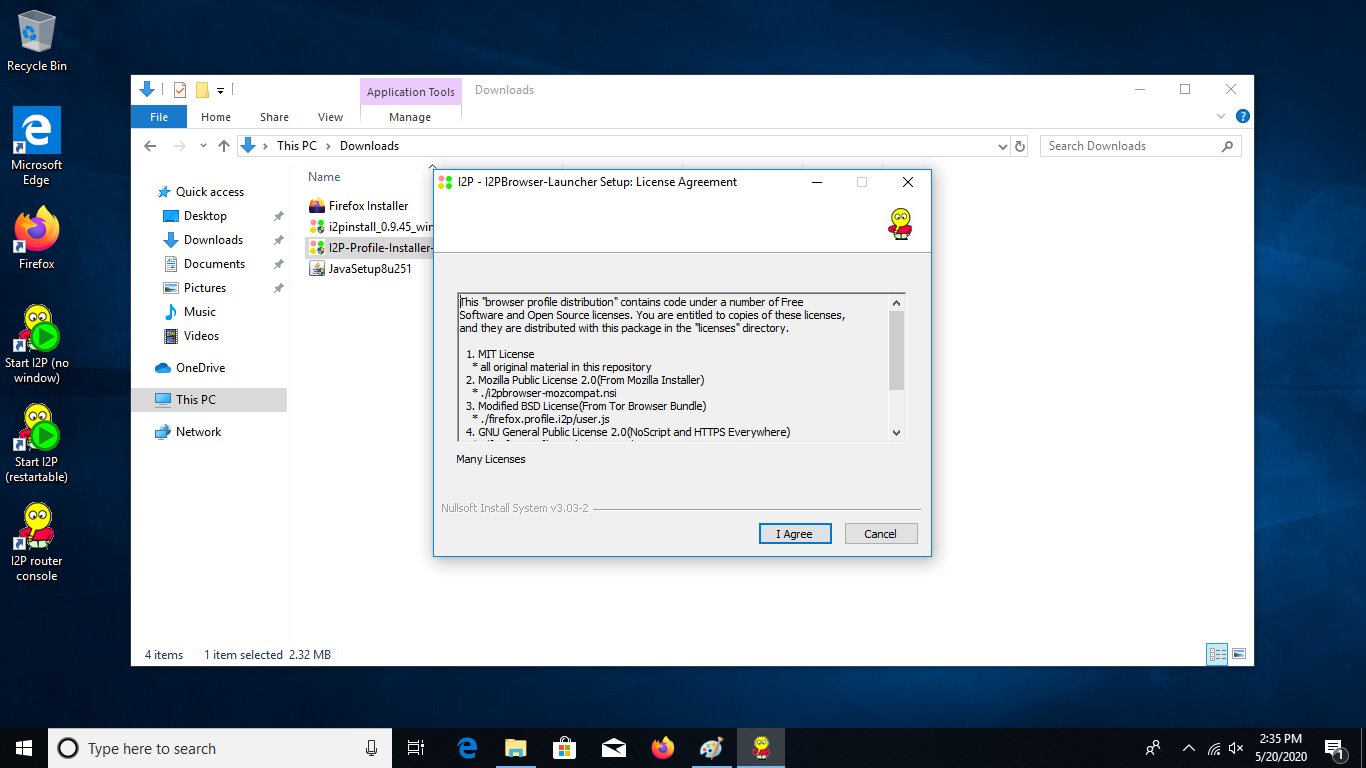 Recycle Bin
Microsoft
Edge
Firefox
Start I2P (no
window)
Start I2P
(restartable)
I2P router
console
Application Tools
Downloads
File
Home
Share
View
Manage
This PC
Downloads
Search Downloads
Quick access
Desktop
Downloads
Documents
Pictures
Music
Videos
OneDrive
This PC
Network
Name
Firefox Installer
i2pinstall_0.9.45_win
I2P-Profile-Installer-
JavaSetup8u251
4 items
1 item selected 2.32 MB
I2P - I2PBrowser-Launcher Setup: License Agreement
This "browser profile distribution" contains code under a number of Free
Software and Open Source licenses. You are entitled to copies of these licenses,
and they are distributed with this package in the "licenses" directory.
1. MIT License
* all original material in this repository
2. Mozilla Public License 2.0(From Mozilla Installer)
* ./i2pbrowser-mozcompat.nsi
3. Modified BSD License(From Tor Browser Bundle)
* ./firefox.profile.i2p/user.js
4. GNU General Public License 2.0(NoScript and HTTPS Everywhere)
Many Licenses
Nullsoft Install System v3.03-2
I Agree
Cancel
Type here to search
2:35 PM
5/20/2020
1